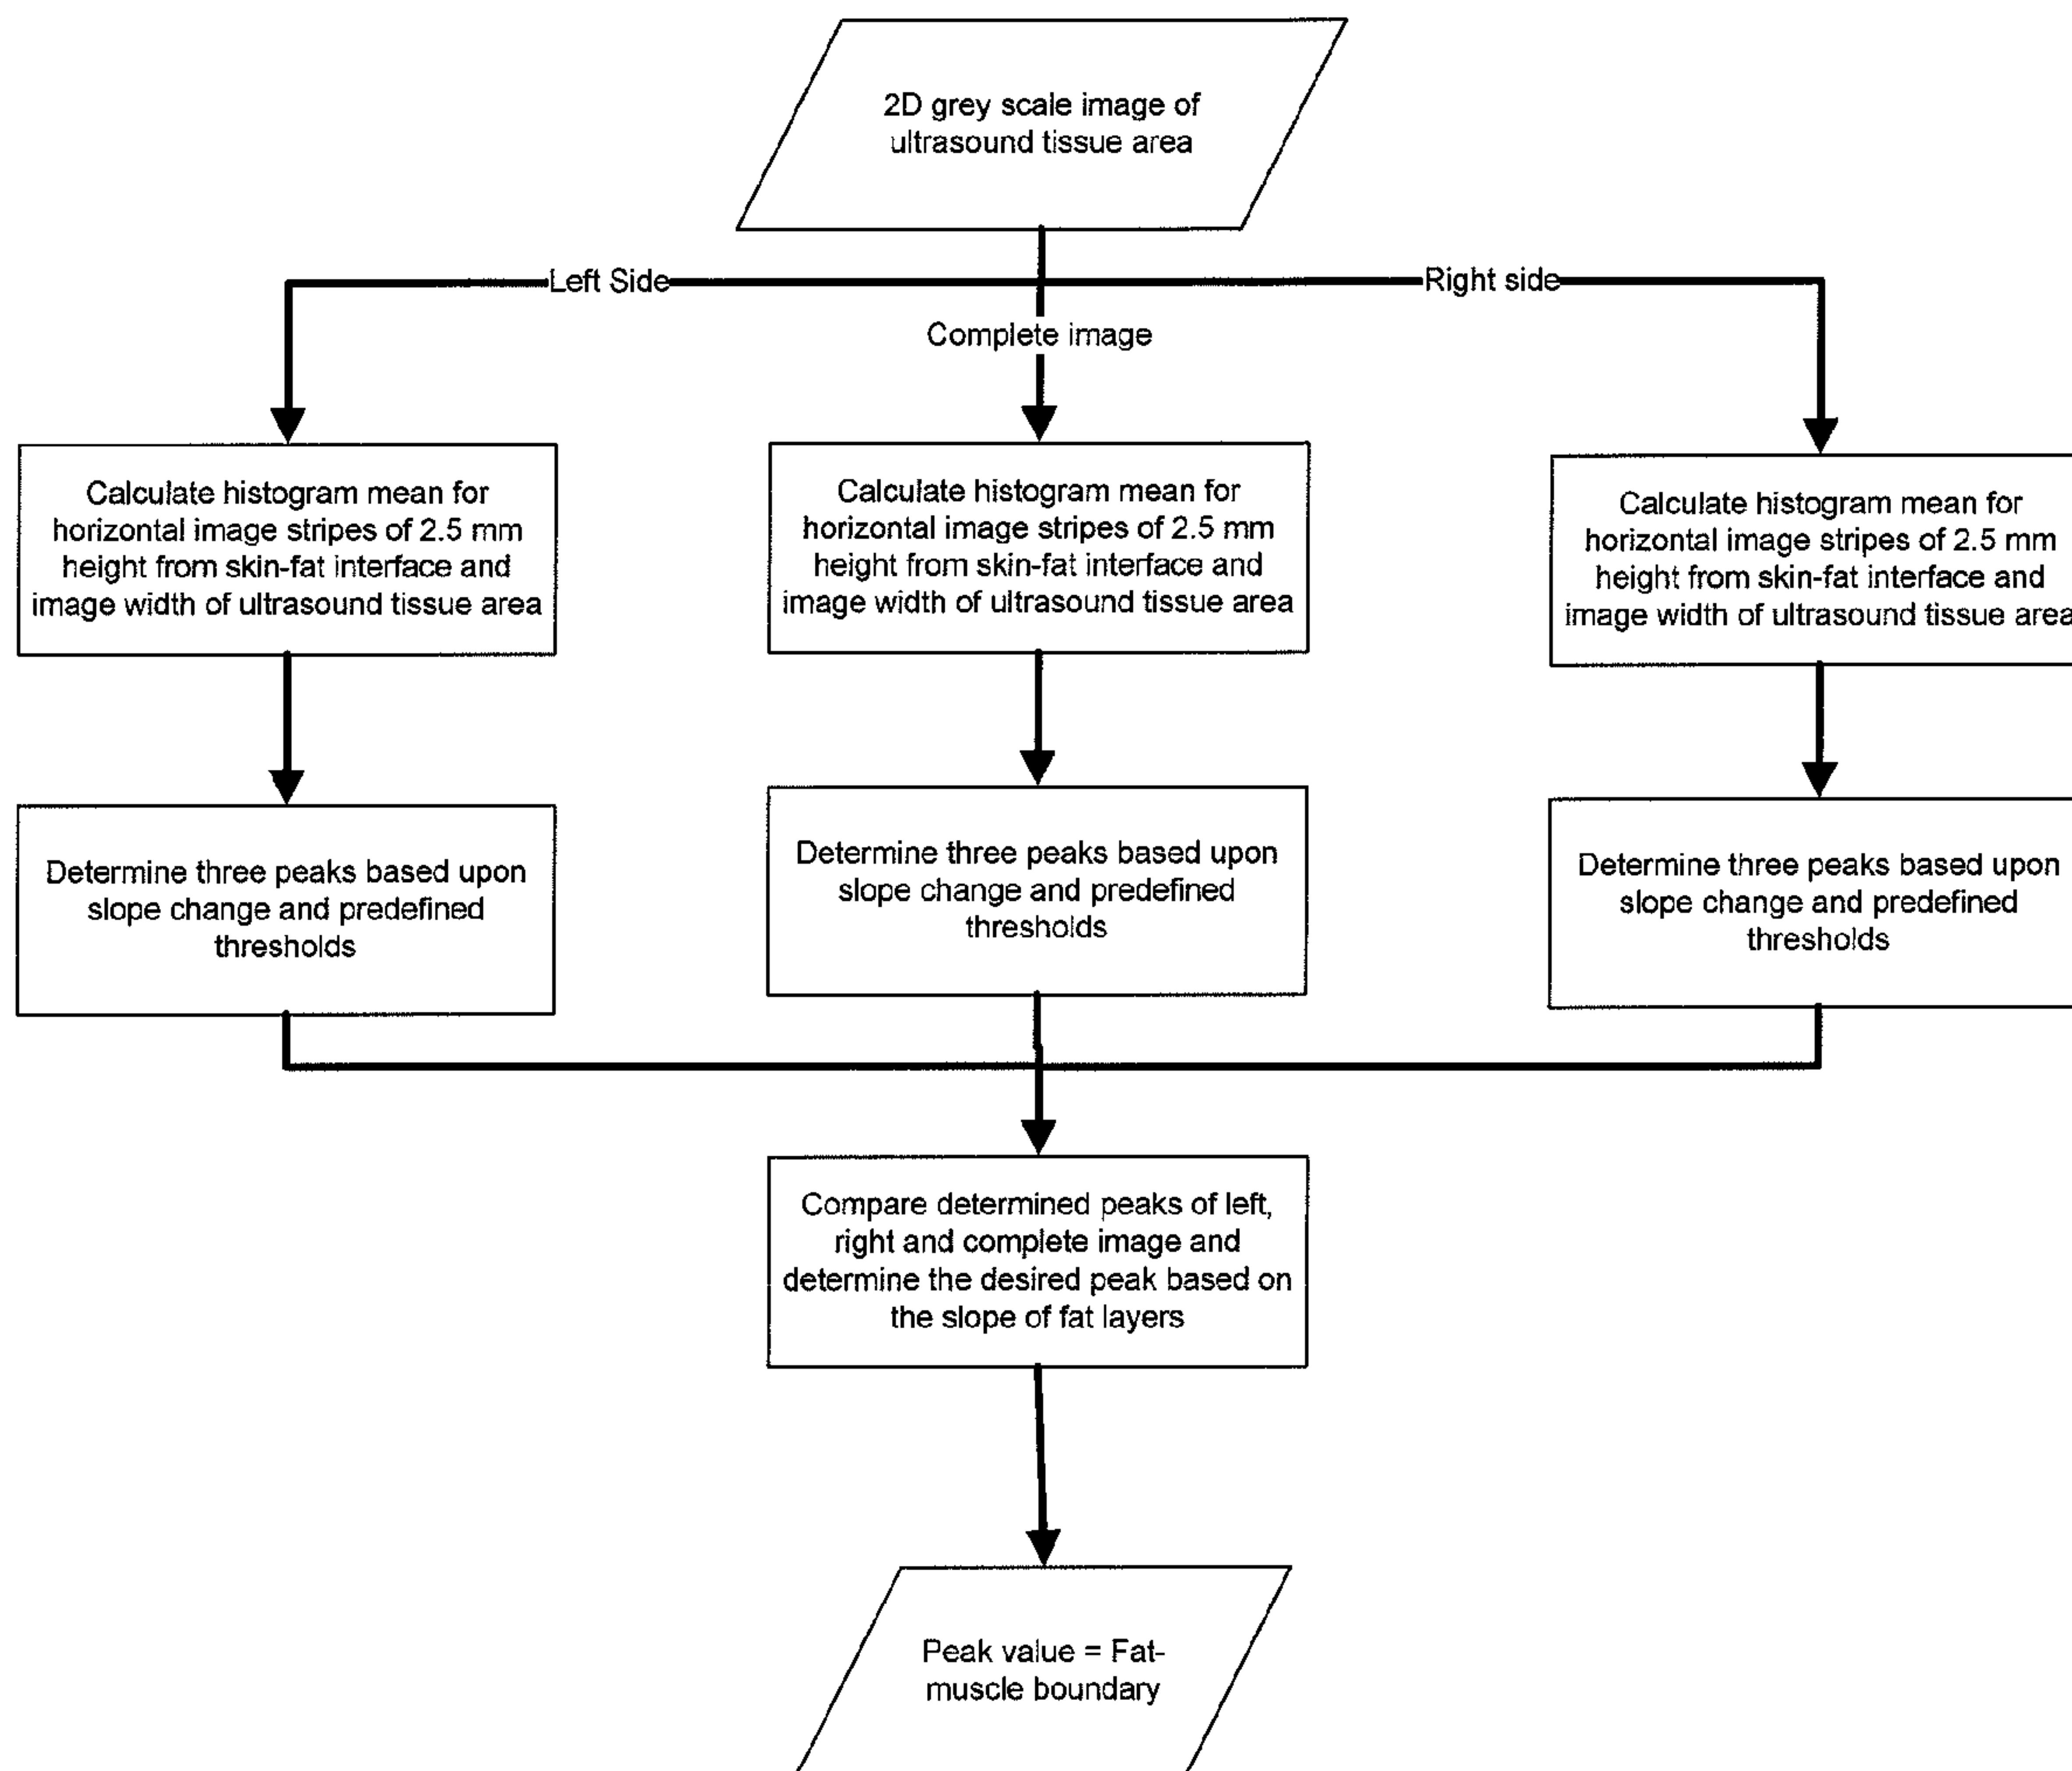 2D grey scale image of
ultrasound tissue area
Left Side
Right side
Complete image
Calculate histogram mean for
horizontal image stripes of 2.5 mm
height from skin-fat interface and
image width of ultrasound tissue area
Calculate histogram mean for
horizontal image stripes of 2.5 mm
height from skin-fat interface and
image width of ultrasound tissue area
Calculate histogram mean for
horizontal image stripes of 2.5 mm
height from skin-fat interface and
image width of ultrasound tissue area
Determine three peaks based upon
slope change and predefined
thresholds
Determine three peaks based upon
slope change and predefined
thresholds
Determine three peaks based upon
slope change and predefined
thresholds
Compare determined peaks of left,
right and complete image and
determine the desired peak based on
the slope of fat layers
Peak value = Fat-
muscle boundary